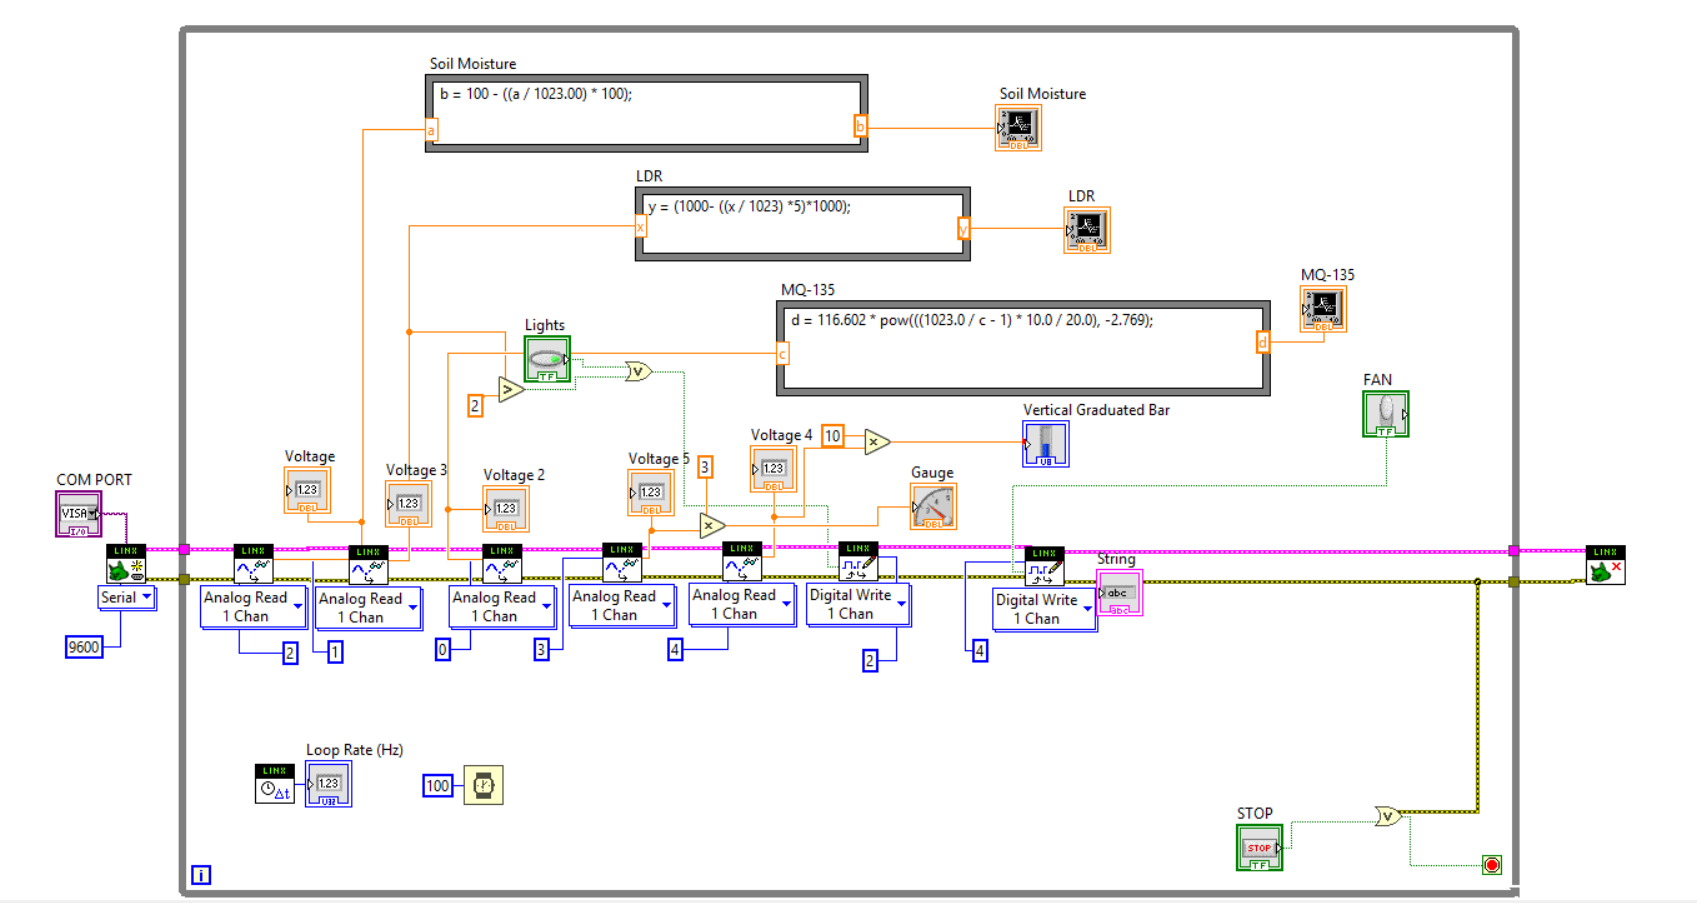 Soil Moisture
b = 100 - ((a / 1023.00) * 100);
a
b
Soil Moisture
DBL
LDR
y = (1000- ((x / 1023) *5)*1000);
x
y
LDR
DBL
MQ-135
d = 116.602 * pow(((1023.0 / c - 1) * 10.0 / 20.0), -2.769);
c
d
MQ-135
DBL
Lights
TF
>
2
V
FAN
TF
Vertical Graduated Bar
U8
Voltage 4
1.23
DBL
10
x
Voltage
1.23
DBL
Voltage 3
1.23
DBL
Voltage 2
1.23
DBL
Voltage 5
1.23
DBL
3
x
Gauge
DBL
COM PORT
VISA
I/O
LINX
Serial
9600
LINX
Analog Read
1 Chan
2
LINX
Analog Read
1 Chan
1
LINX
Analog Read
1 Chan
0
LINX
Analog Read
1 Chan
3
LINX
Analog Read
1 Chan
4
LINX
Digital Write
1 Chan
2
LINX
Digital Write
1 Chan
4
String
abc
abc
LINX
Loop Rate (Hz)
LINX
Δt
1.23
U32
100
STOP
STOP
TF
V
i